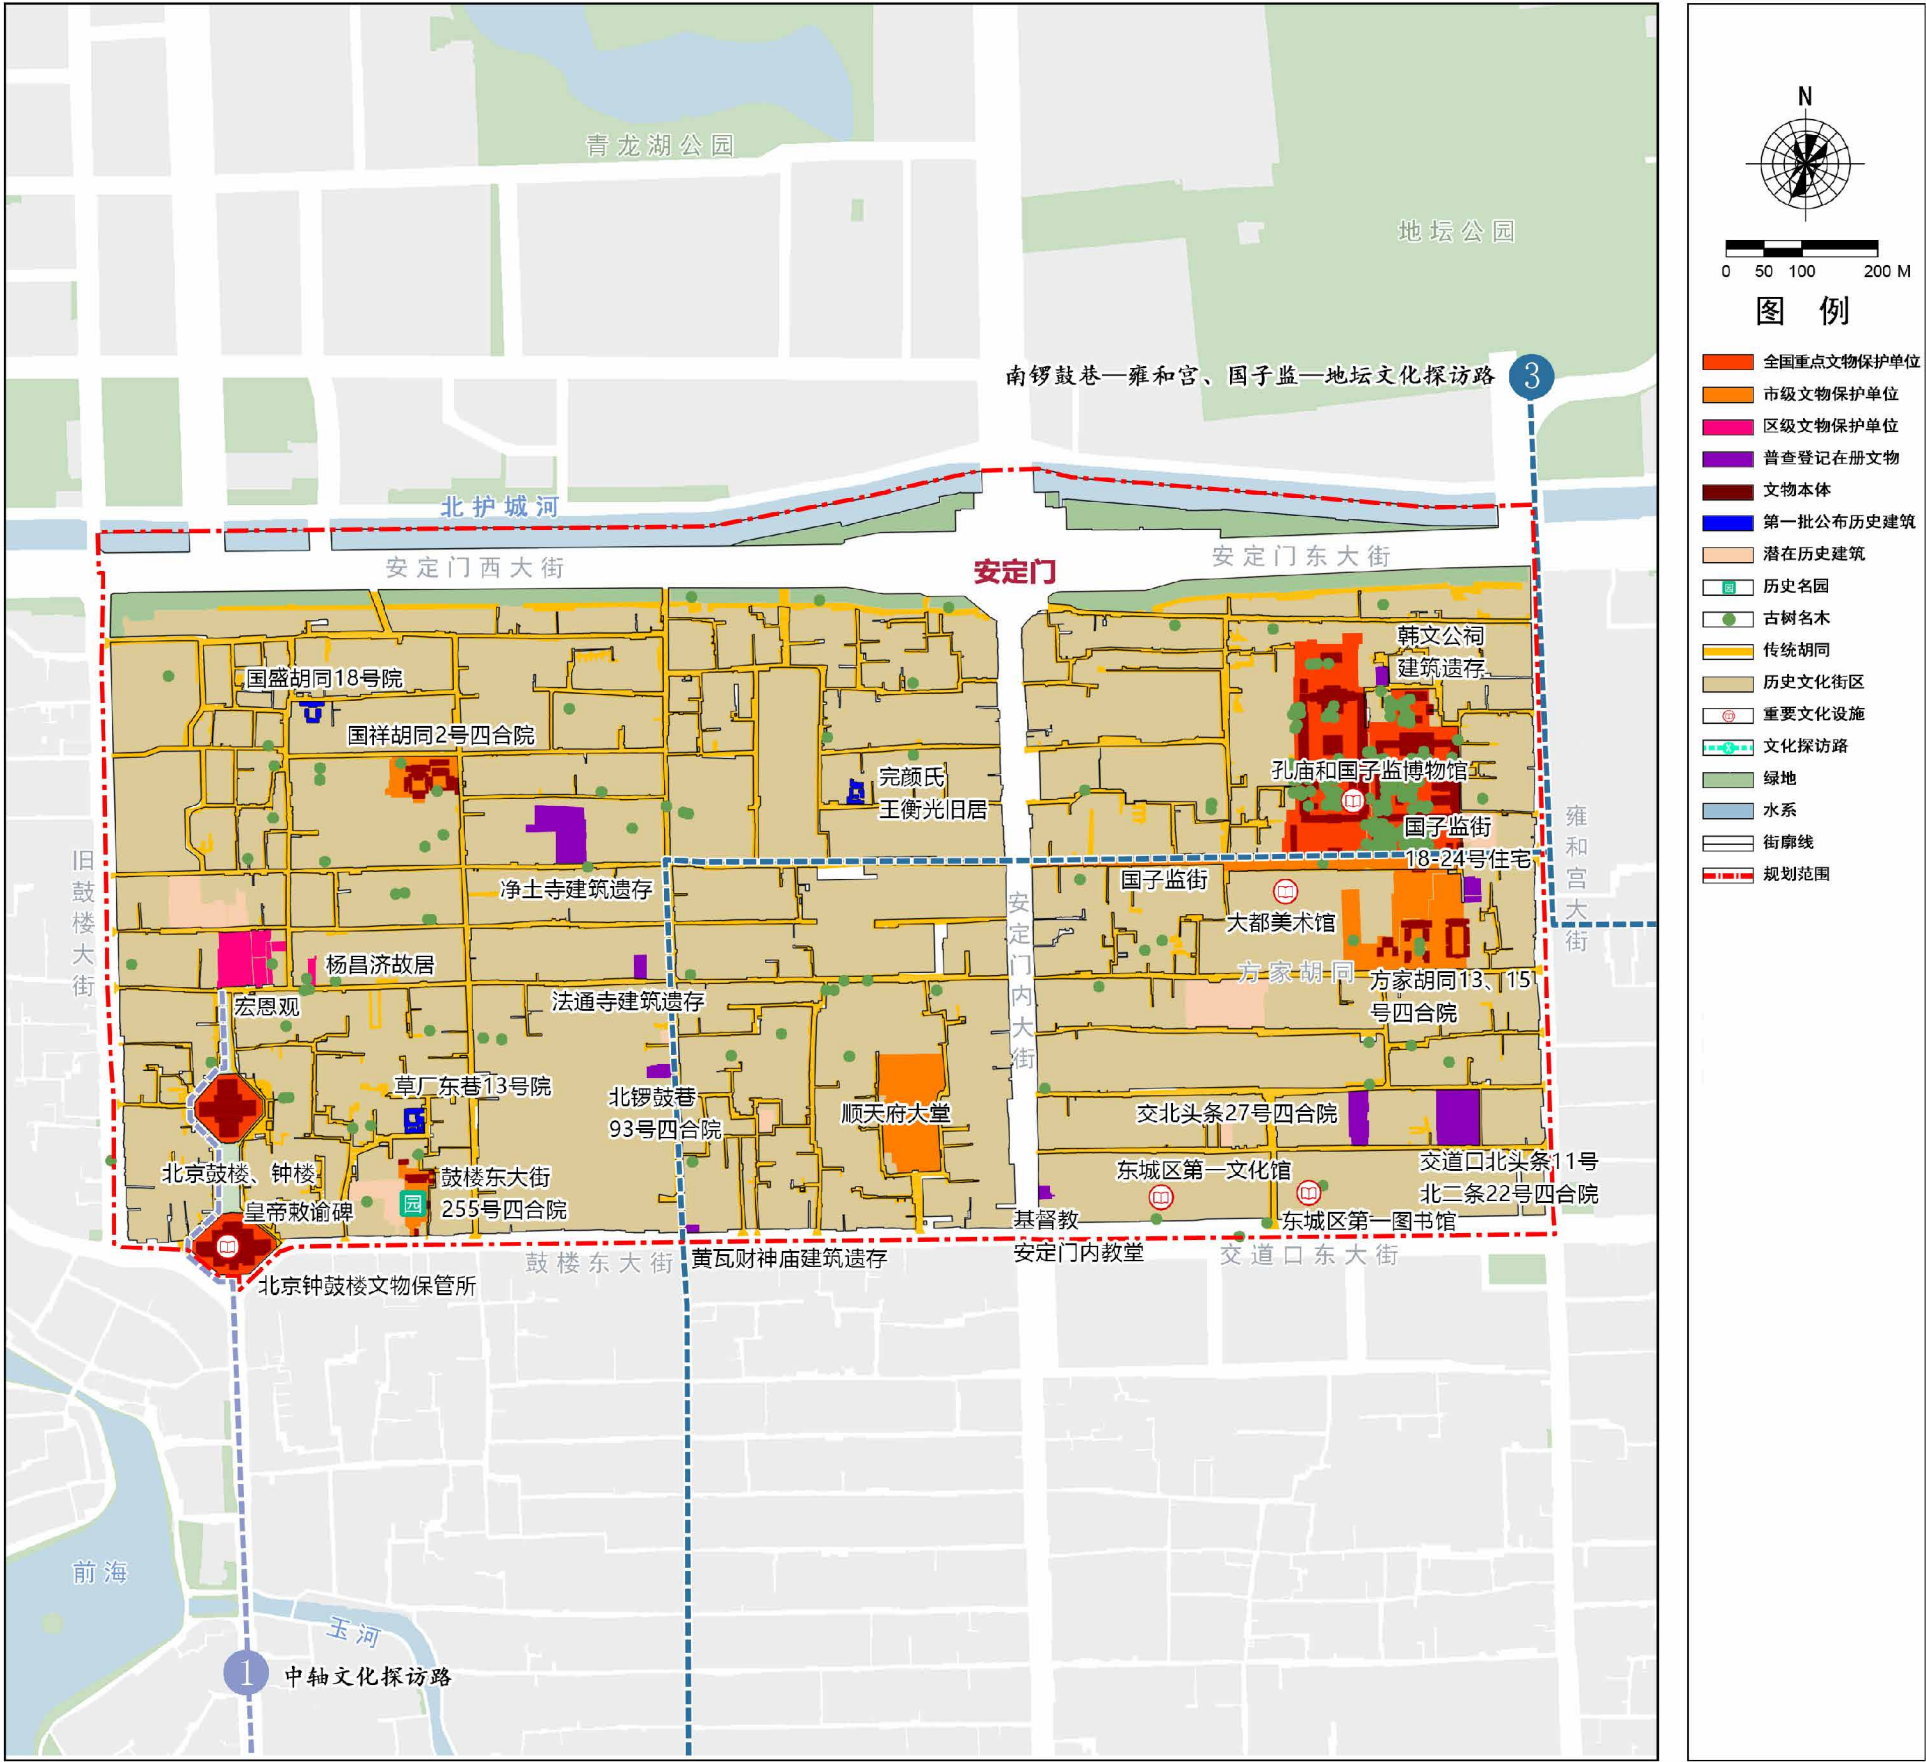 青龙湖公园
地坛公园
南锣鼓巷—雍和宫、国子监—地坛文化探访路
3
北护城河
安定门西大街
安定门
安定门东大街
韩文公祠
建筑遗存
国盛胡同18号院
国祥胡同2号四合院
完颜氏
王衡光旧居
孔庙和国子监博物馆
国子监街
18-24号住宅
雍和宫大街
旧鼓楼大街
净土寺建筑遗存
国子监街
安定门内大街
大都美术馆
杨昌济故居
方家胡同
方家胡同13、15
号四合院
宏恩观
法通寺建筑遗存
草厂东巷13号院
北锣鼓巷
93号四合院
顺天府大堂
交北头条27号四合院
北京鼓楼、钟楼
鼓楼东大街
255号四合院
园
东城区第一文化馆
交道口北头条11号
北二条22号四合院
皇帝敕谕碑
基督教
安定门内教堂
东城区第一图书馆
鼓楼东大街
黄瓦财神庙建筑遗存
交道口东大街
北京钟鼓楼文物保管所
前海
玉河
1
中轴文化探访路
N
0 50 100 200 M
图 例
全国重点文物保护单位
市级文物保护单位
区级文物保护单位
普查登记在册文物
文物本体
第一批公布历史建筑
潜在历史建筑
园 历史名园
古树名木
传统胡同
历史文化街区
重要文化设施
X 文化探访路
绿地
水系
街廓线
规划范围